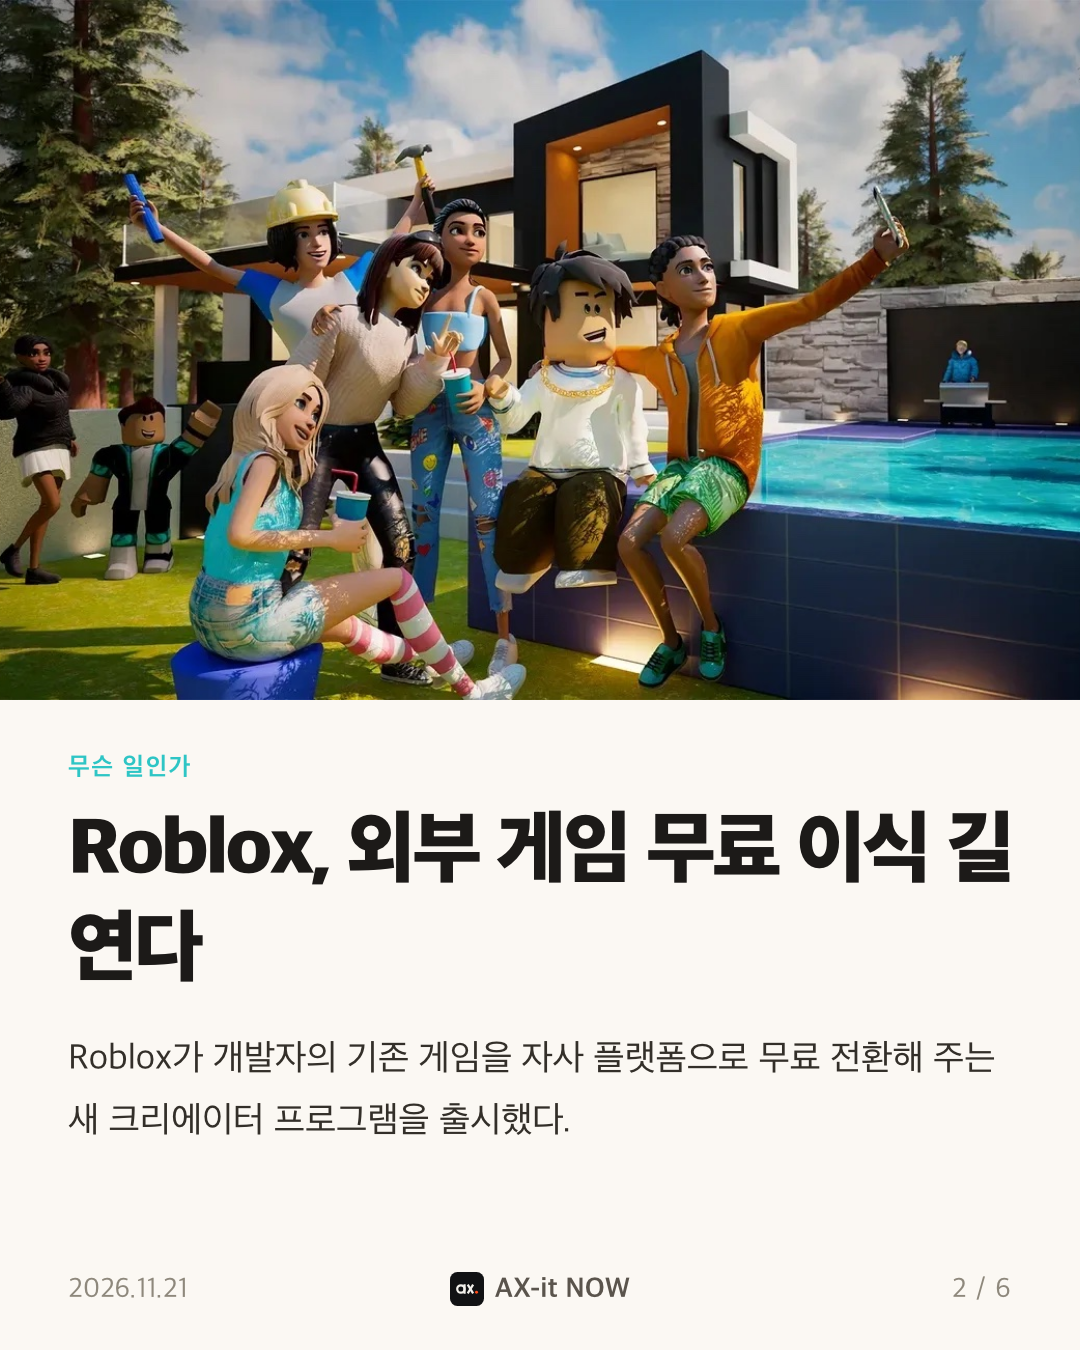 무슨 일인가
Roblox, 외부 게임 무료 이식 길
연다
Roblox가 개발자의 기존 게임을 자사 플랫폼으로 무료 전환해 주는
새 크리에이터 프로그램을 출시했다.
2026.11.21
ax. AX-it NOW
2 / 6